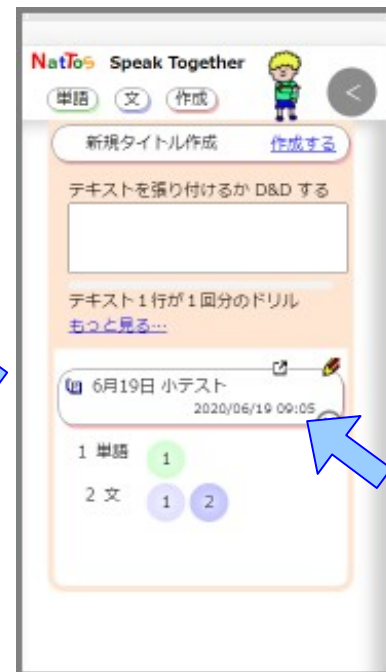 NatTos Speak Together
単語 文 作成
<
新規タイトル作成 作成する
テキストを張り付けるか D&D する
テキスト1行が1回分のドリル
もっと見る…
6月19日 小テスト
2020/06/19 09:05
1 単語 1
2 文 1 2